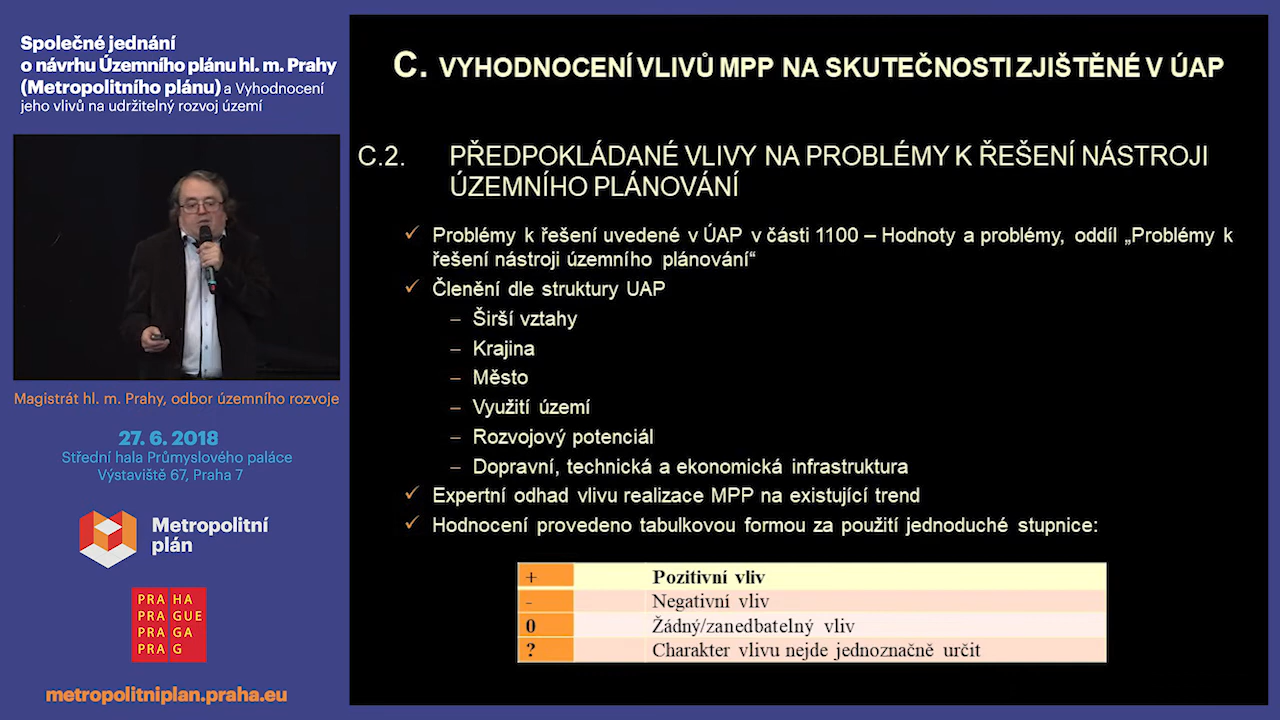 Společné jednání
o návrhu Územního plánu hl. m. Prahy
(Metropolitního plánu) a Vyhodnocení
jeho vlivů na udržitelný rozvoj území
Magistrát hl. m. Prahy, odbor územního rozvoje
27. 6. 2018
Střední hala Průmyslového paláce
Výstaviště 67, Praha 7
Metropolitní
plán
PRA HA
PRA GUE
PRA GA
PRA G
metropolitniplan.praha.eu
C. VYHODNOCENÍ VLIVŮ MPP NA SKUTEČNOSTI ZJIŠTĚNÉ V ÚAP
C.2. PŘEDPOKLÁDANÉ VLIVY NA PROBLÉMY K ŘEŠENÍ NÁSTROJI
ÚZEMNÍHO PLÁNOVÁNÍ
✓ Problémy k řešení uvedené v ÚAP v části 1100 – Hodnoty a problémy, oddíl „Problémy k
řešení nástroji územního plánování“
✓ Členění dle struktury UAP
– Širší vztahy
– Krajina
– Město
– Využití území
– Rozvojový potenciál
– Dopravní, technická a ekonomická infrastruktura
✓ Expertní odhad vlivu realizace MPP na existující trend
✓ Hodnocení provedeno tabulkovou formou za použití jednoduché stupnice:
+ Pozitivní vliv
- Negativní vliv
0 Žádný/zanedbatelný vliv
? Charakter vlivu nejde jednoznačně určit